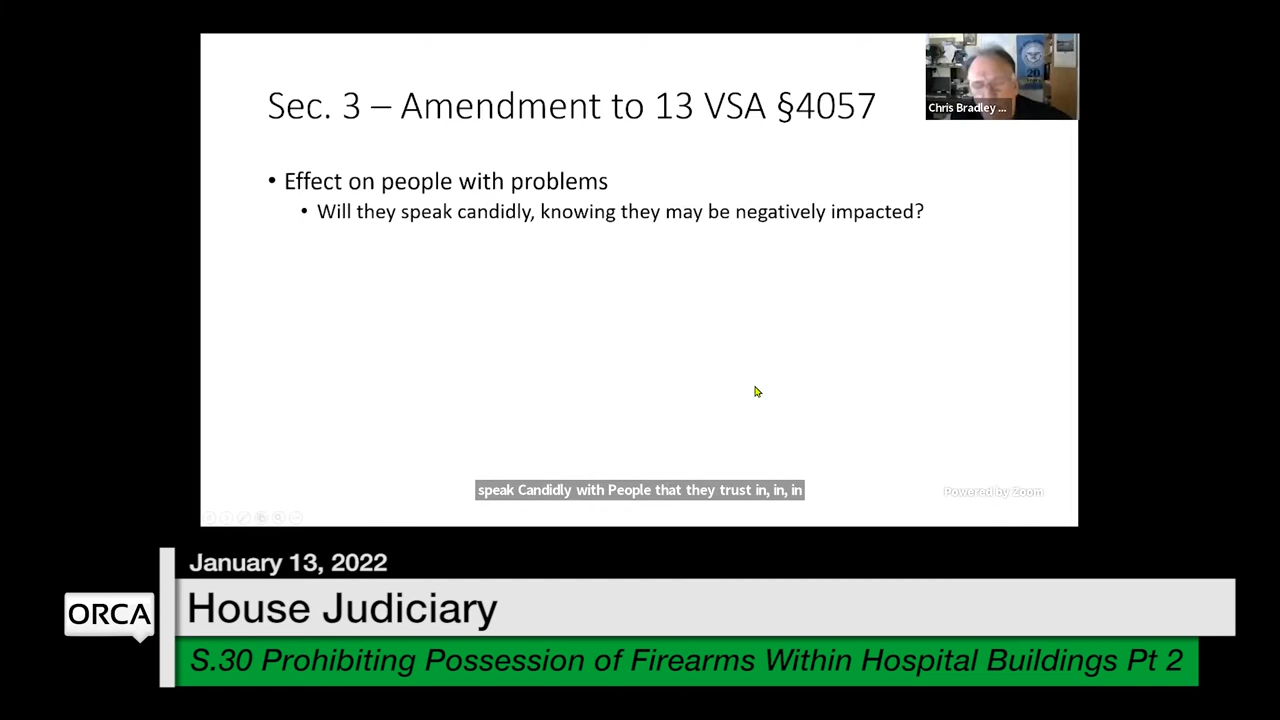 Sec. 3 – Amendment to 13 VSA §4057
Chris Bradley ...
• Effect on people with problems
• Will they speak candidly, knowing they may be negatively impacted?
speak Candidly with People that they trust in, in, in
Powered by Zoom
January 13, 2022
ORCA
House Judiciary
S.30 Prohibiting Possession of Firearms Within Hospital Buildings Pt 2